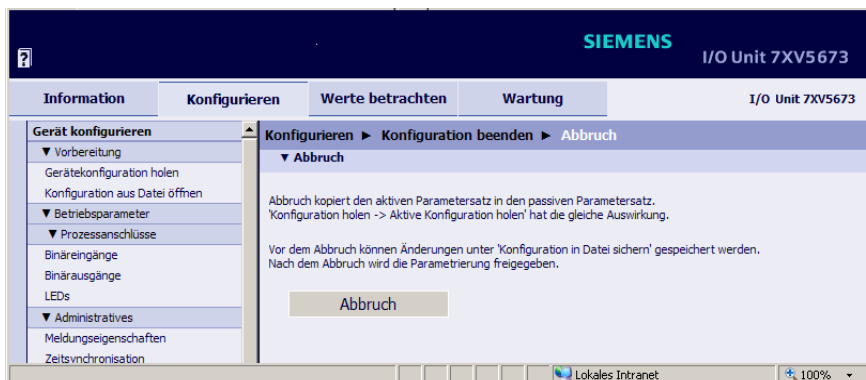 ?
SIEMENS
I/O Unit 7XV5673
Information
Konfigurieren
Werte betrachten
Wartung
I/O Unit 7XV5673
Gerät konfigurieren
▼ Vorbereitung
Gerätekonfiguration holen
Konfiguration aus Datei öffnen
▼ Betriebsparameter
▼ Prozessanschlüsse
Binäreingänge
Binärausgänge
LEDs
▼ Administratives
Meldungseigenschaften
Zeitsynchronisation
Konfigurieren ► Konfiguration beenden ► Abbruch
▼ Abbruch
Abbruch kopiert den aktiven Parametersatz in den passiven Parametersatz.
'Konfiguration holen -> Aktive Konfiguration holen' hat die gleiche Auswirkung.
Vor dem Abbruch können Änderungen unter 'Konfiguration in Datei sichern' gespeichert werden.
Nach dem Abbruch wird die Parametrierung freigegeben.
Abbruch
Lokales Intranet
100%